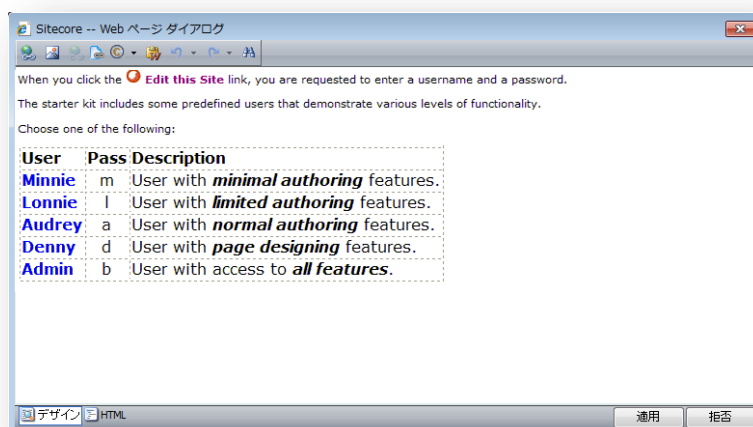 Sitecore -- Web ページ ダイアログ
When you click the Edit this Site link, you are requested to enter a username and a password.
The starter kit includes some predefined users that demonstrate various levels of functionality.
Choose one of the following:
User Pass Description
Minnie m User with minimal authoring features.
Lonnie l User with limited authoring features.
Audrey a User with normal authoring features.
Denny d User with page designing features.
Admin b User with access to all features.
デザイン HTML 適用 拒否